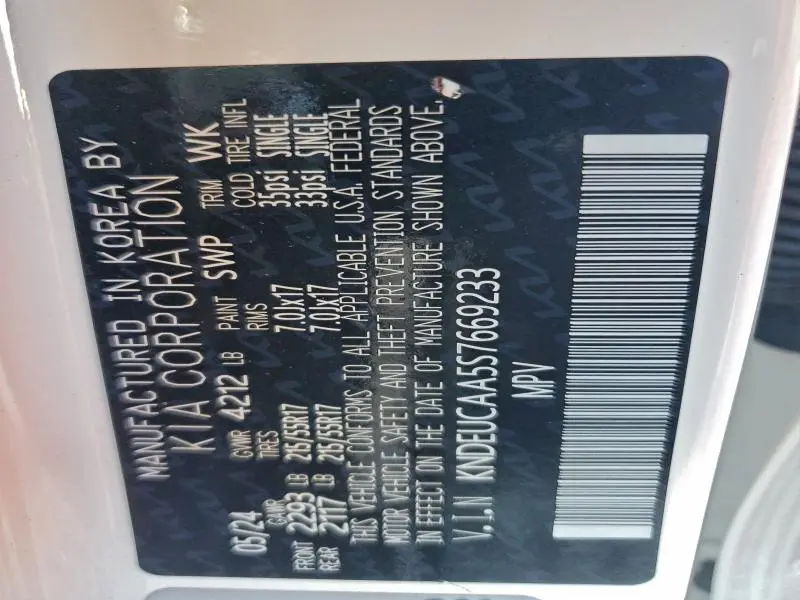 MANUFACTURED IN KOREA BY
KIA CORPORATION
05/24 GVWR 4212 LB PAINT SWP TRIM WK
GAWR TIRES RIMS COLD TIRE INFL
FRONT 2293 LB 215/55R17 7.0JX17 35psi SINGLE
REAR 2117 LB 215/55R17 7.0JX17 33psi SINGLE
THIS VEHICLE CONFORMS TO ALL APPLICABLE U.S.A. FEDERAL
MOTOR VEHICLE SAFETY AND THEFT PREVENTION STANDARDS
IN EFFECT ON THE DATE OF MANUFACTURE SHOWN ABOVE.
V.I.N KNDEUCAA5S7669233
MPV